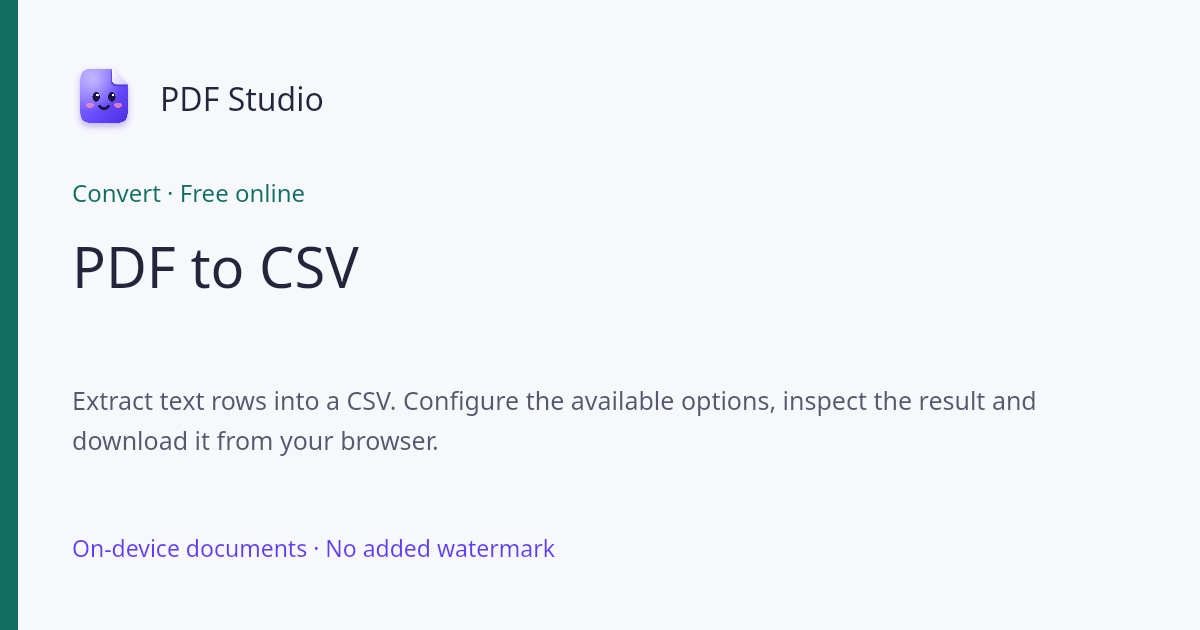 PDF Studio
Convert · Free online
PDF to CSV
Extract text rows into a CSV. Configure the available options, inspect the result and
download it from your browser.
On-device documents · No added watermark